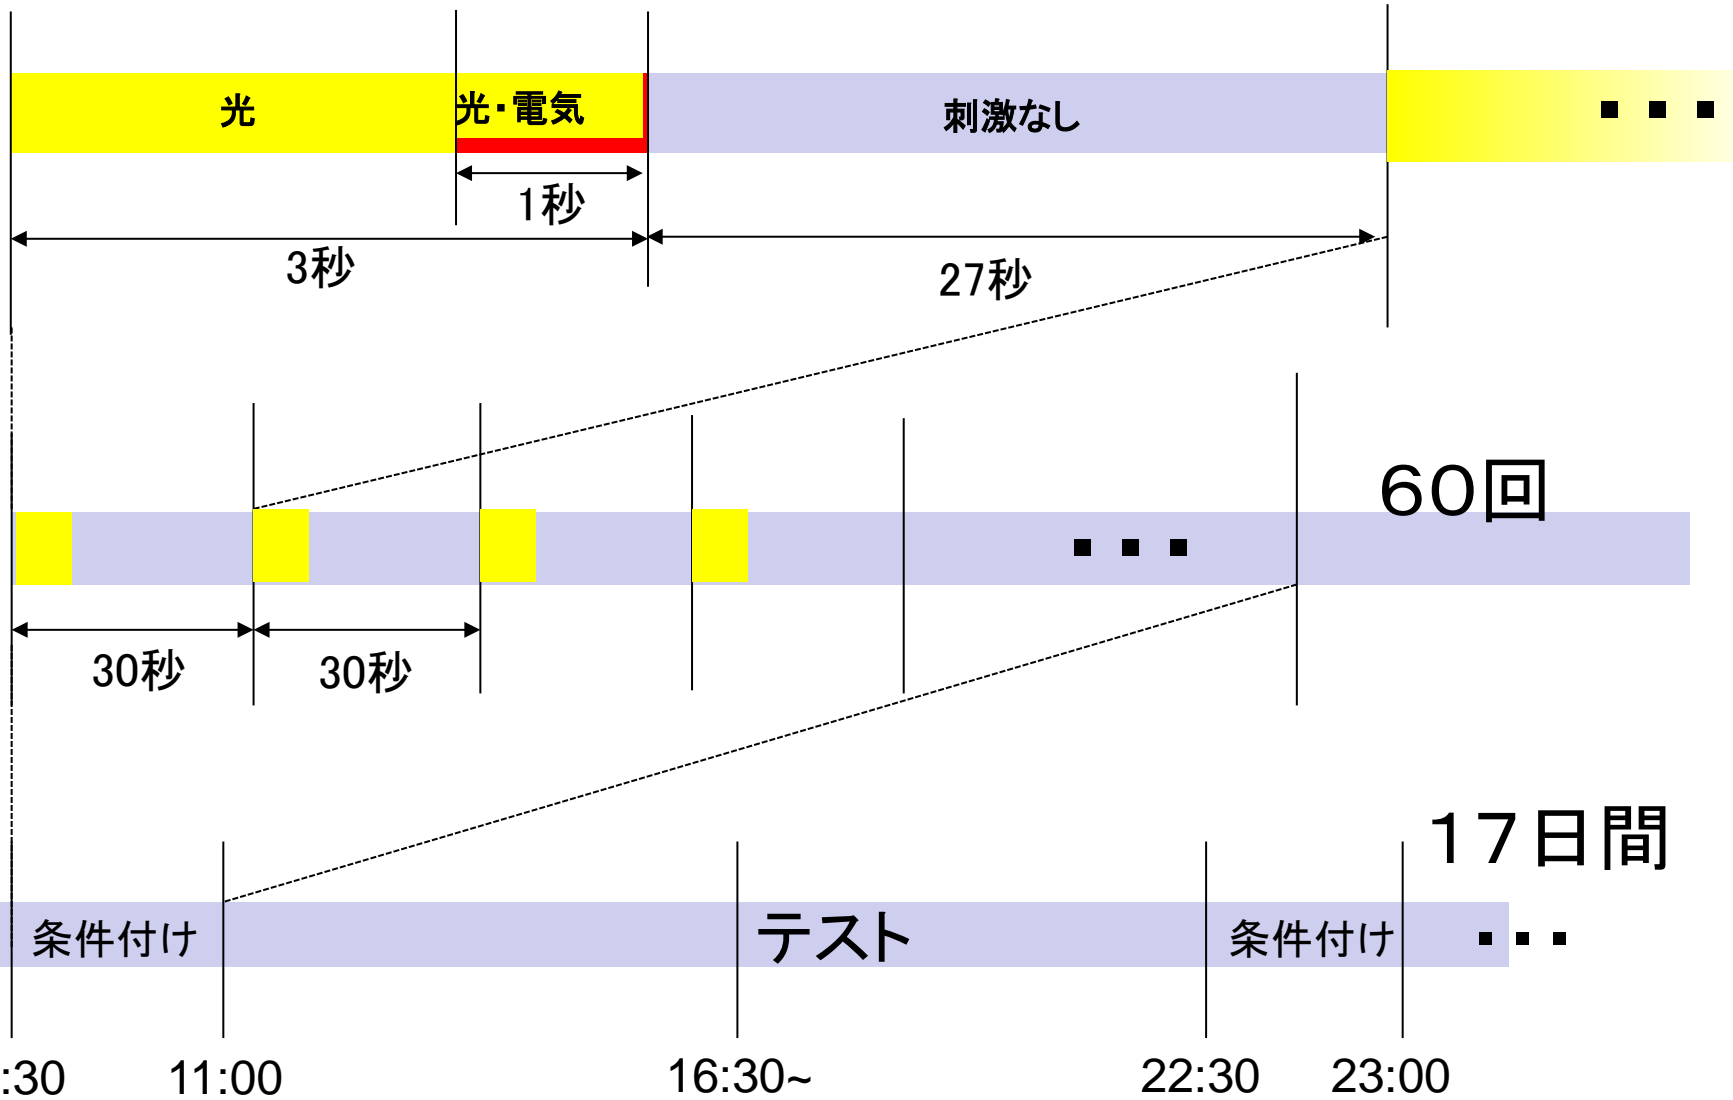 光
光・電気
刺激なし
・・・
1秒
3秒
27秒
60回
・・・
30秒
30秒
17日間
条件付け
テスト
条件付け
・・・
:30
11:00
16:30~
22:30
23:00